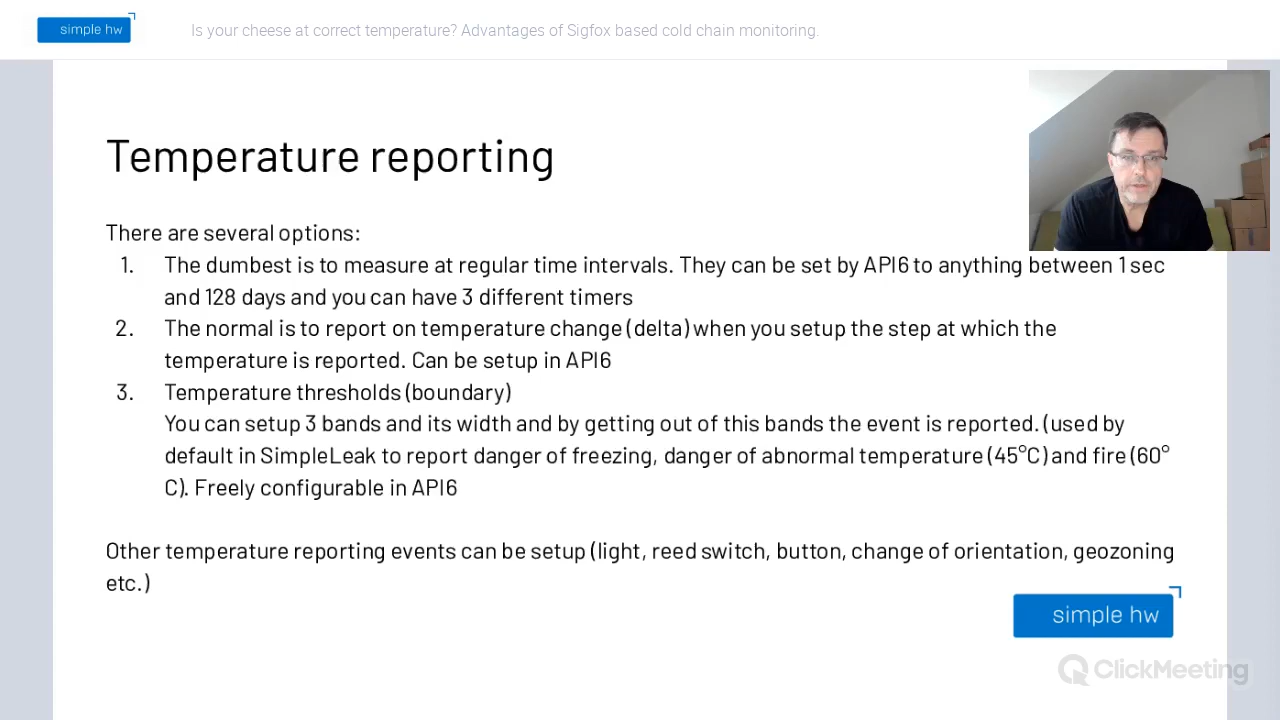 simple hw
Is your cheese at correct temperature? Advantages of Sigfox based cold chain monitoring.
Temperature reporting
There are several options:
1. The dumbest is to measure at regular time intervals. They can be set by API6 to anything between 1 sec
and 128 days and you can have 3 different timers
2. The normal is to report on temperature change (delta) when you setup the step at which the
temperature is reported. Can be setup in API6
3. Temperature thresholds (boundary)
You can setup 3 bands and its width and by getting out of this bands the event is reported. (used by
default in SimpleLeak to report danger of freezing, danger of abnormal temperature (45°C) and fire (60°
C). Freely configurable in API6
Other temperature reporting events can be setup (light, reed switch, button, change of orientation, geozoning
etc.)
simple hw
ClickMeeting